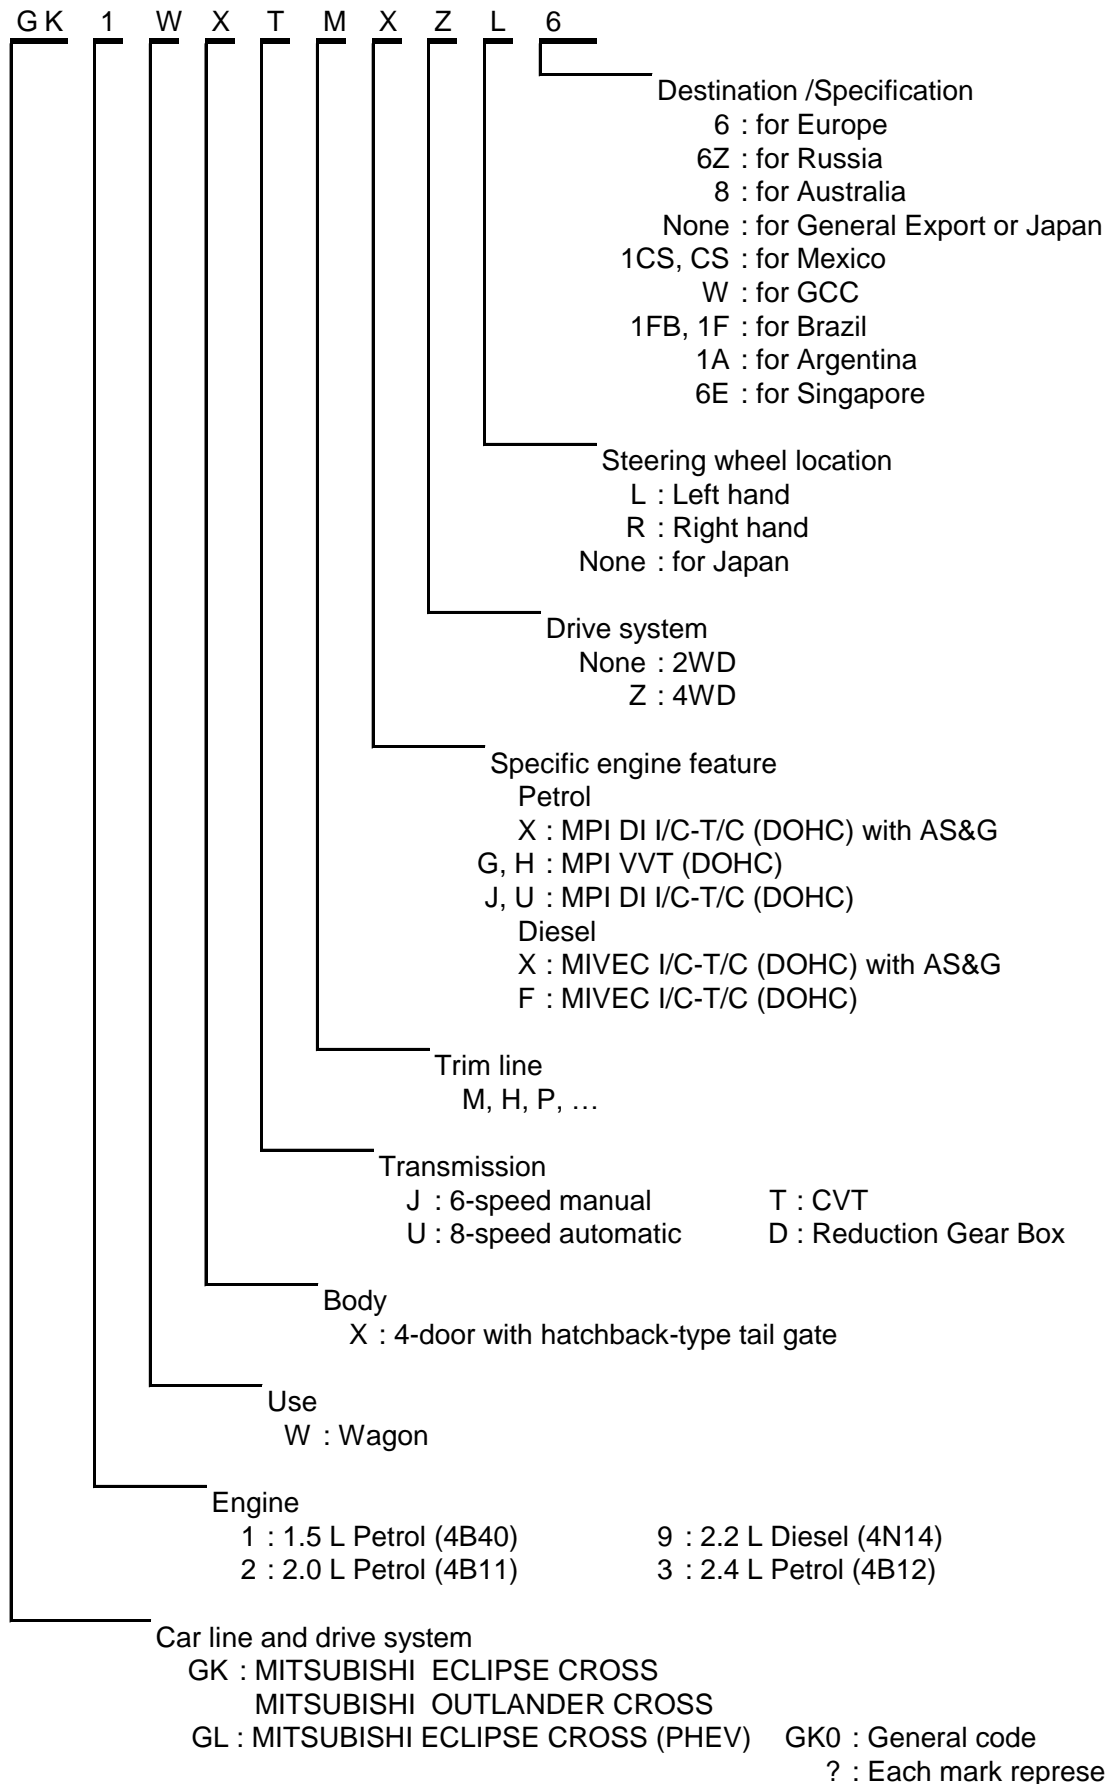 GK 1 W X T M X Z L 6
Destination /Specification
6 : for Europe
6Z : for Russia
8 : for Australia
None : for General Export or Japan
1CS, CS : for Mexico
W : for GCC
1FB, 1F : for Brazil
1A : for Argentina
6E : for Singapore
Steering wheel location
L : Left hand
R : Right hand
None : for Japan
Drive system
None : 2WD
Z : 4WD
Specific engine feature
Petrol
X : MPI DI I/C-T/C (DOHC) with AS&G
G, H : MPI VVT (DOHC)
J, U : MPI DI I/C-T/C (DOHC)
Diesel
X : MIVEC I/C-T/C (DOHC) with AS&G
F : MIVEC I/C-T/C (DOHC)
Trim line
M, H, P, …
Transmission
J : 6-speed manual T : CVT
U : 8-speed automatic D : Reduction Gear Box
Body
X : 4-door with hatchback-type tail gate
Use
W : Wagon
Engine
1 : 1.5 L Petrol (4B40) 9 : 2.2 L Diesel (4N14)
2 : 2.0 L Petrol (4B11) 3 : 2.4 L Petrol (4B12)
Car line and drive system
GK : MITSUBISHI ECLIPSE CROSS
MITSUBISHI OUTLANDER CROSS
GL : MITSUBISHI ECLIPSE CROSS (PHEV) GK0 : General code
? : Each mark represe